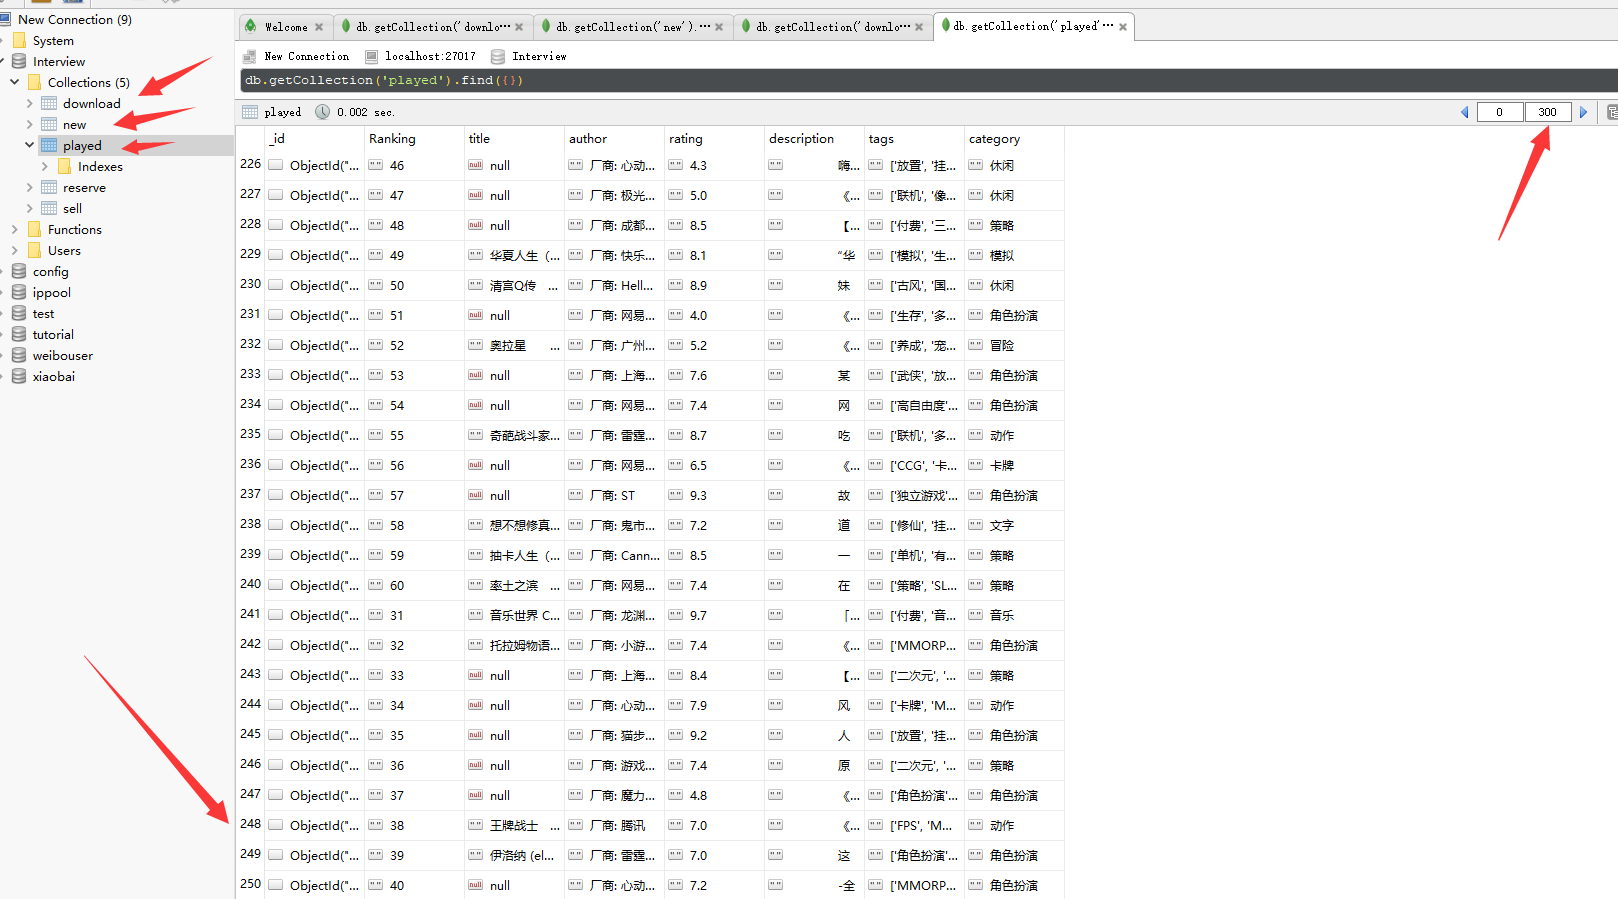 New Connection (9)
System
Interview
Collections (5)
download
new
played
Indexes
reserve
sell
Functions
Users
config
ippool
test
tutorial
weibouser
xiaobai
Welcome
db.getCollection('downlo···
db.getCollection('new').···
db.getCollection('downlo···
db.getCollection('played'···
New Connection localhost:27017 Interview
db.getCollection('played').find({})
played 0.002 sec. 0 300
_id Ranking title author rating description tags category
226 ObjectId("... "" 46 null null "" 厂商: 心动... "" 4.3 "" 嗨... "" ['放置', '挂... "" 休闲
227 ObjectId("... "" 47 null null "" 厂商: 极光... "" 5.0 "" 《... "" ['联机', '像... "" 休闲
228 ObjectId("... "" 48 null null "" 厂商: 成都... "" 8.5 "" 【... "" ['付费', '三... "" 策略
229 ObjectId("... "" 49 "" 华夏人生 (... "" 厂商: 快乐... "" 8.1 "" “华 "" ['模拟', '生... "" 模拟
230 ObjectId("... "" 50 "" 清宫Q传 ... "" 厂商: Hell... "" 8.9 "" 妹 "" ['古风', '国... "" 休闲
231 ObjectId("... "" 51 null null "" 厂商: 网易... "" 4.0 "" 《... "" ['生存', '多... "" 角色扮演
232 ObjectId("... "" 52 "" 奥拉星 ... "" 厂商: 广州... "" 5.2 "" 《... "" ['养成', '宠... "" 冒险
233 ObjectId("... "" 53 null null "" 厂商: 上海... "" 7.6 "" 某 "" ['武侠', '放... "" 角色扮演
234 ObjectId("... "" 54 null null "" 厂商: 网易... "" 7.4 "" 网 "" ['高自由度'... "" 角色扮演
235 ObjectId("... "" 55 "" 奇葩战斗家... "" 厂商: 雷霆... "" 8.7 "" 吃 "" ['联机', '多... "" 动作
236 ObjectId("... "" 56 null null "" 厂商: 网易... "" 6.5 "" 《... "" ['CCG', '卡... "" 卡牌
237 ObjectId("... "" 57 null null "" 厂商: ST "" 9.3 "" 故 "" ['独立游戏'... "" 角色扮演
238 ObjectId("... "" 58 "" 想不想修真... "" 厂商: 鬼市... "" 7.2 "" 道 "" ['修仙', '挂... "" 文字
239 ObjectId("... "" 59 "" 抽卡人生 (... "" 厂商: Cann... "" 8.5 "" 一 "" ['单机', '有... "" 策略
240 ObjectId("... "" 60 "" 率土之滨 ... "" 厂商: 网易... "" 7.4 "" 在 "" ['策略', 'SL... "" 策略
241 ObjectId("... "" 31 "" 音乐世界 C... "" 厂商: 龙渊... "" 9.7 "" 「... "" ['付费', '音... "" 音乐
242 ObjectId("... "" 32 "" 托拉姆物语... "" 厂商: 小游... "" 7.4 "" 《... "" ['MMORP... "" 角色扮演
243 ObjectId("... "" 33 null null "" 厂商: 上海... "" 8.4 "" 【... "" ['二次元', '... "" 策略
244 ObjectId("... "" 34 null null "" 厂商: 心动... "" 7.9 "" 风 "" ['卡牌', 'M... "" 动作
245 ObjectId("... "" 35 null null "" 厂商: 猫步... "" 9.2 "" 人 "" ['放置', '挂... "" 角色扮演
246 ObjectId("... "" 36 null null "" 厂商: 游戏... "" 7.4 "" 原 "" ['二次元', '... "" 策略
247 ObjectId("... "" 37 null null "" 厂商: 魔力... "" 4.8 "" 《... "" ['角色扮演'... "" 角色扮演
248 ObjectId("... "" 38 "" 王牌战士 ... "" 厂商: 腾讯 "" 7.0 "" 《... "" ['FPS', 'M... "" 动作
249 ObjectId("... "" 39 "" 伊洛纳 (el... "" 厂商: 雷霆... "" 7.0 "" 这 "" ['角色扮演'... "" 角色扮演
250 ObjectId("... "" 40 null null "" 厂商: 心动... "" 7.2 "" -全 "" ['MMORP... "" 角色扮演